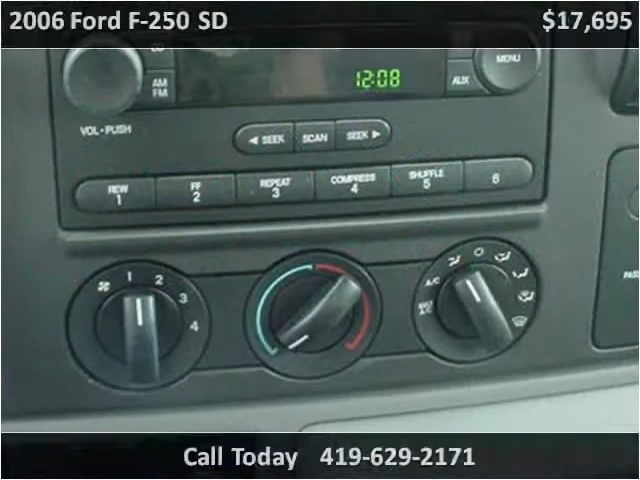 2006 Ford F-250 SD $17,695
CD
MENU
12:08
AM
FM
AUX
VOL • PUSH
◄ SEEK SCAN SEEK ►
REW FF REPEAT COMPRESS SHUFFLE
1 2 3 4 5 6
1 2 3 4
A/C
MAX
A/C
PASS
Call Today 419-629-2171